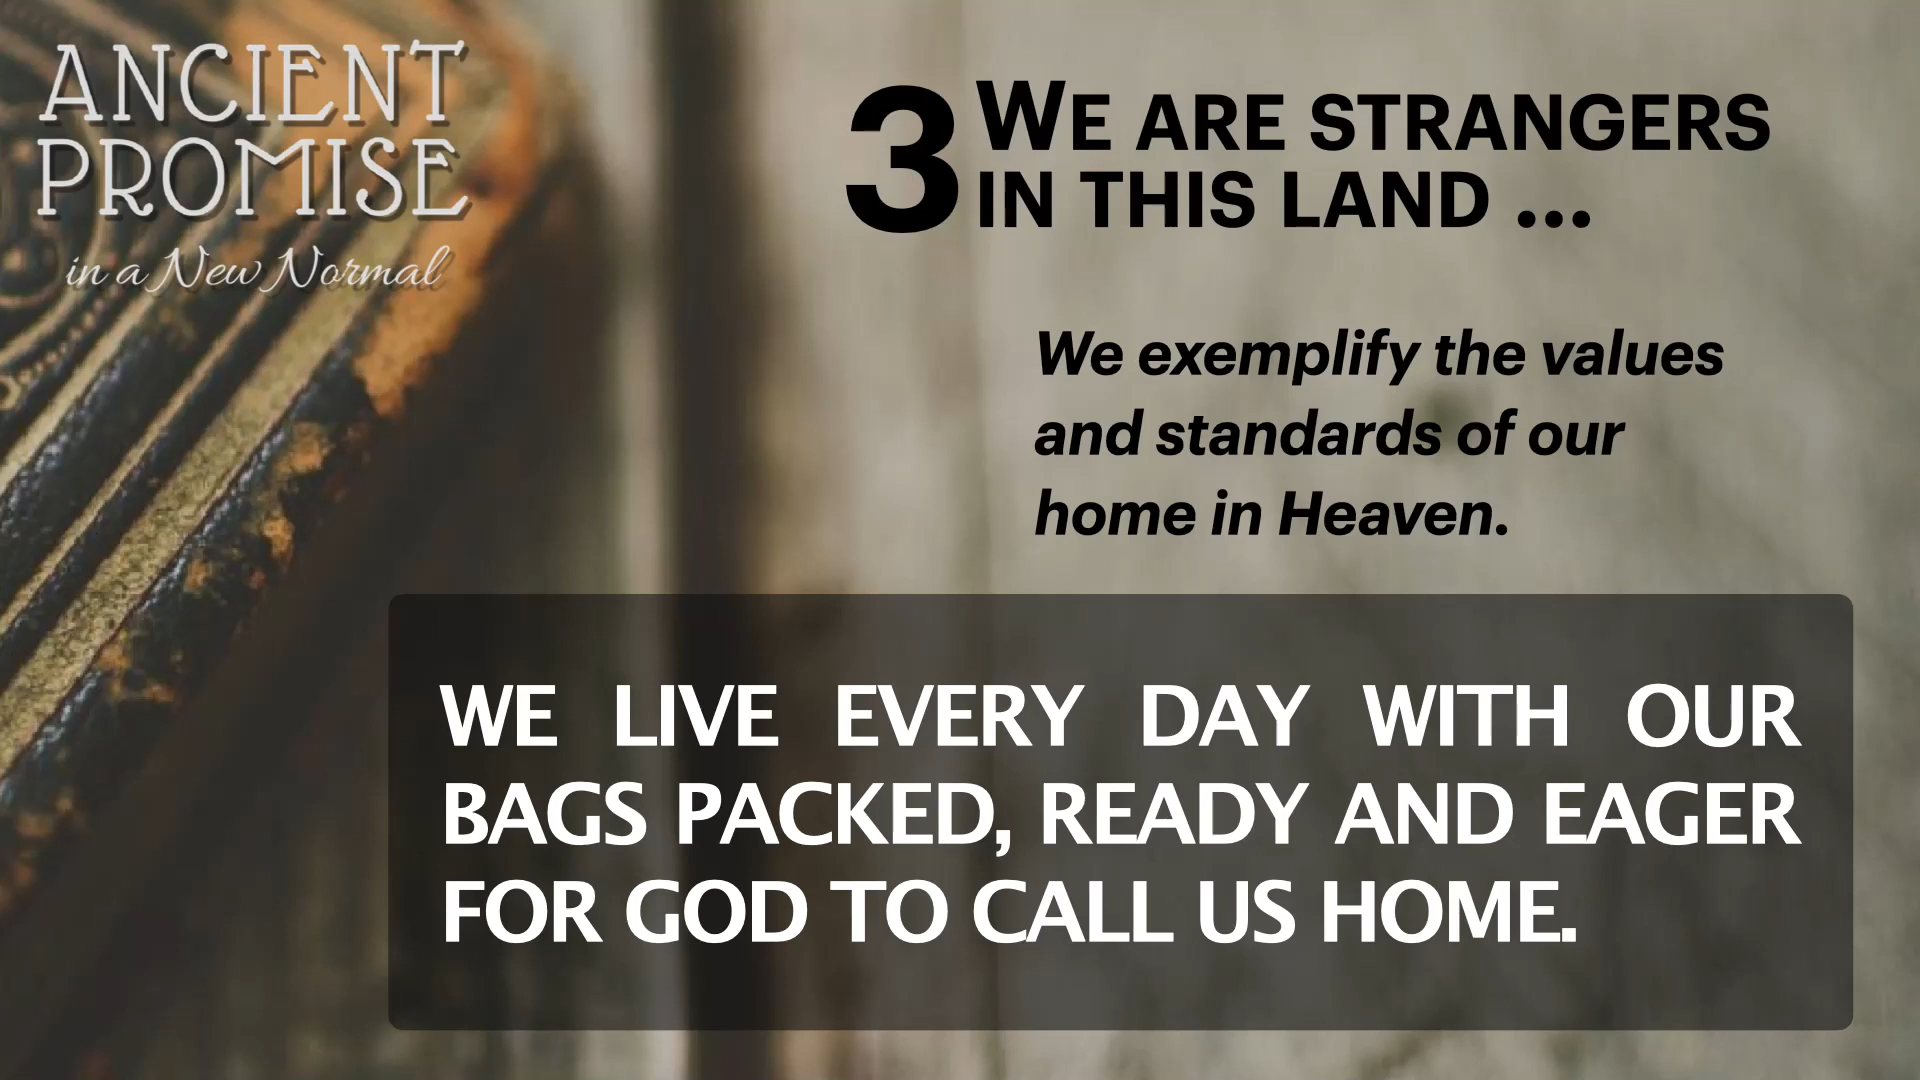 ANCIENT
PROMISE
in a New Normal
3 WE ARE STRANGERS
IN THIS LAND ...
We exemplify the values
and standards of our
home in Heaven.
WE LIVE EVERY DAY WITH OUR
BAGS PACKED, READY AND EAGER
FOR GOD TO CALL US HOME.